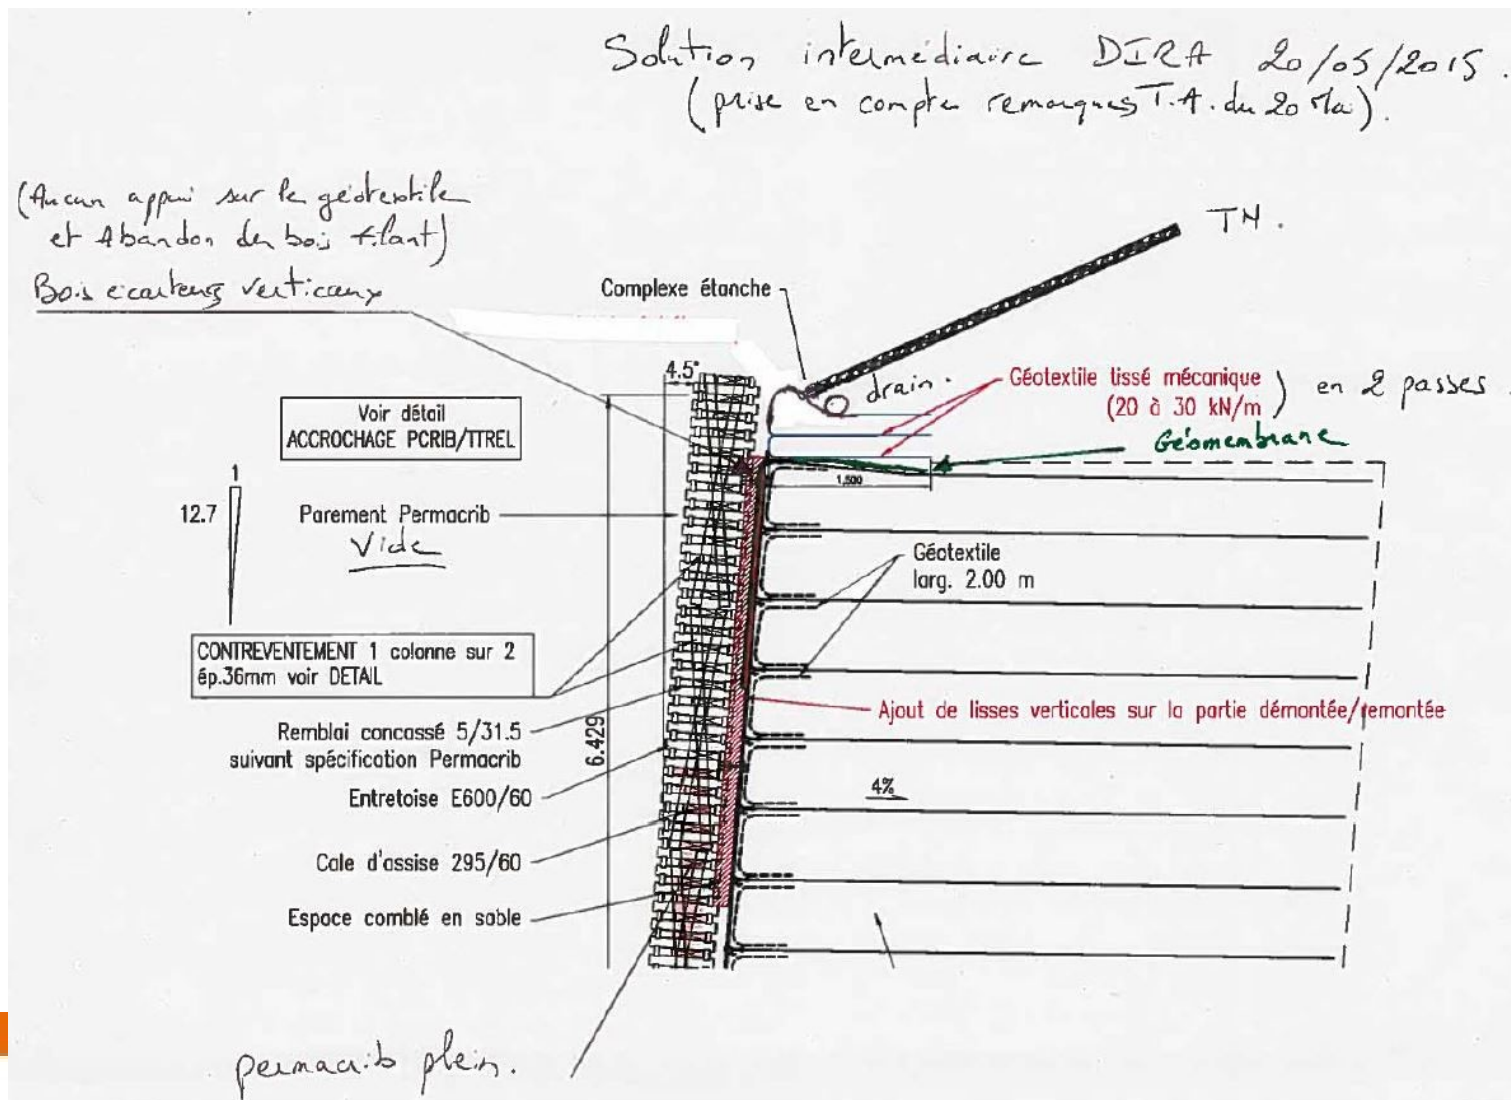 Solution intermédiaire DIRA 20/05/2015.
(prise en compte remarques T.A. du 20 Mai).
(Aucun appui sur le géotextile
et Abandon du bois filant)
Bois écarteurs verticaux
TN.
Complexe étanche
4.5°
drain.
Géotextile tissé mécanique
(20 à 30 kN/m) en 2 passes
Géomembrane
Voir détail
ACCROCHAGE PCRIB/TTREL
1,500
1
12.7
Parement Permacrib
Vide
Géotextile
larg. 2.00 m
CONTREVENTEMENT 1 colonne sur 2
ép.36mm voir DETAIL
Ajout de lisses verticales sur la partie démontée/remontée
Remblai concassé 5/31.5
suivant spécification Permacrib
6.429
Entretoise E600/60
4%
Cale d'assise 295/60
Espace comblé en sable
permacrib plein.